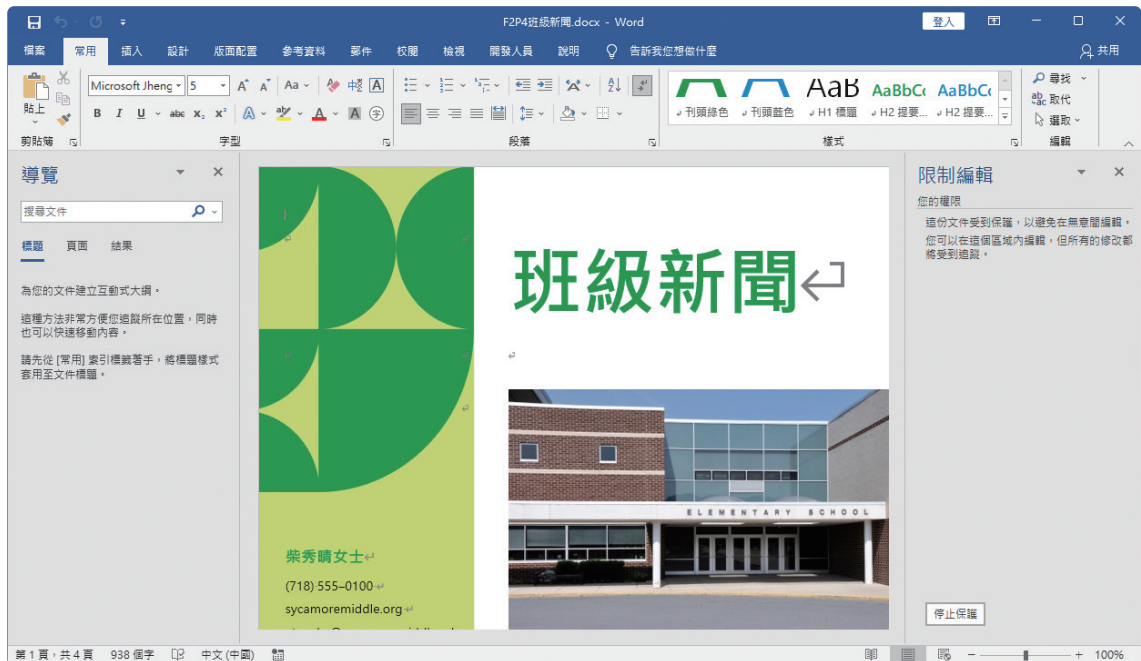 F2P4班級新聞.docx - Word
登入
檔案 常用 插入 設計 版面配置 參考資料 郵件 校閱 檢視 開發人員 說明 告訴我您想做什麼 共用
貼上
Microsoft Jheng 5
刊頭綠色 刊頭藍色 H1 標題 H2 提要... H2 提要...
AaB AaBbCc AaBbCc
尋找
取代
選取
剪貼簿 字型 段落 樣式 編輯
導覽
搜尋文件
標題 頁面 結果
為您的文件建立互動式大綱。
這種方法非常方便您追蹤所在位置，同時
也可以快速移動內容。
請先從 [常用] 索引標籤著手，將標題樣式
套用至文件標題。
班級新聞
ELEMENTARY SCHOOL
柴秀晴女士
(718) 555–0100
sycamoremiddle.org
限制編輯
您的權限
這份文件受到保護，以避免在無意間編輯。
您可以在這個區域內編輯，但所有的修改都
將受到追蹤。
停止保護
第 1 頁，共 4 頁 938 個字 中文 (中國) 100%